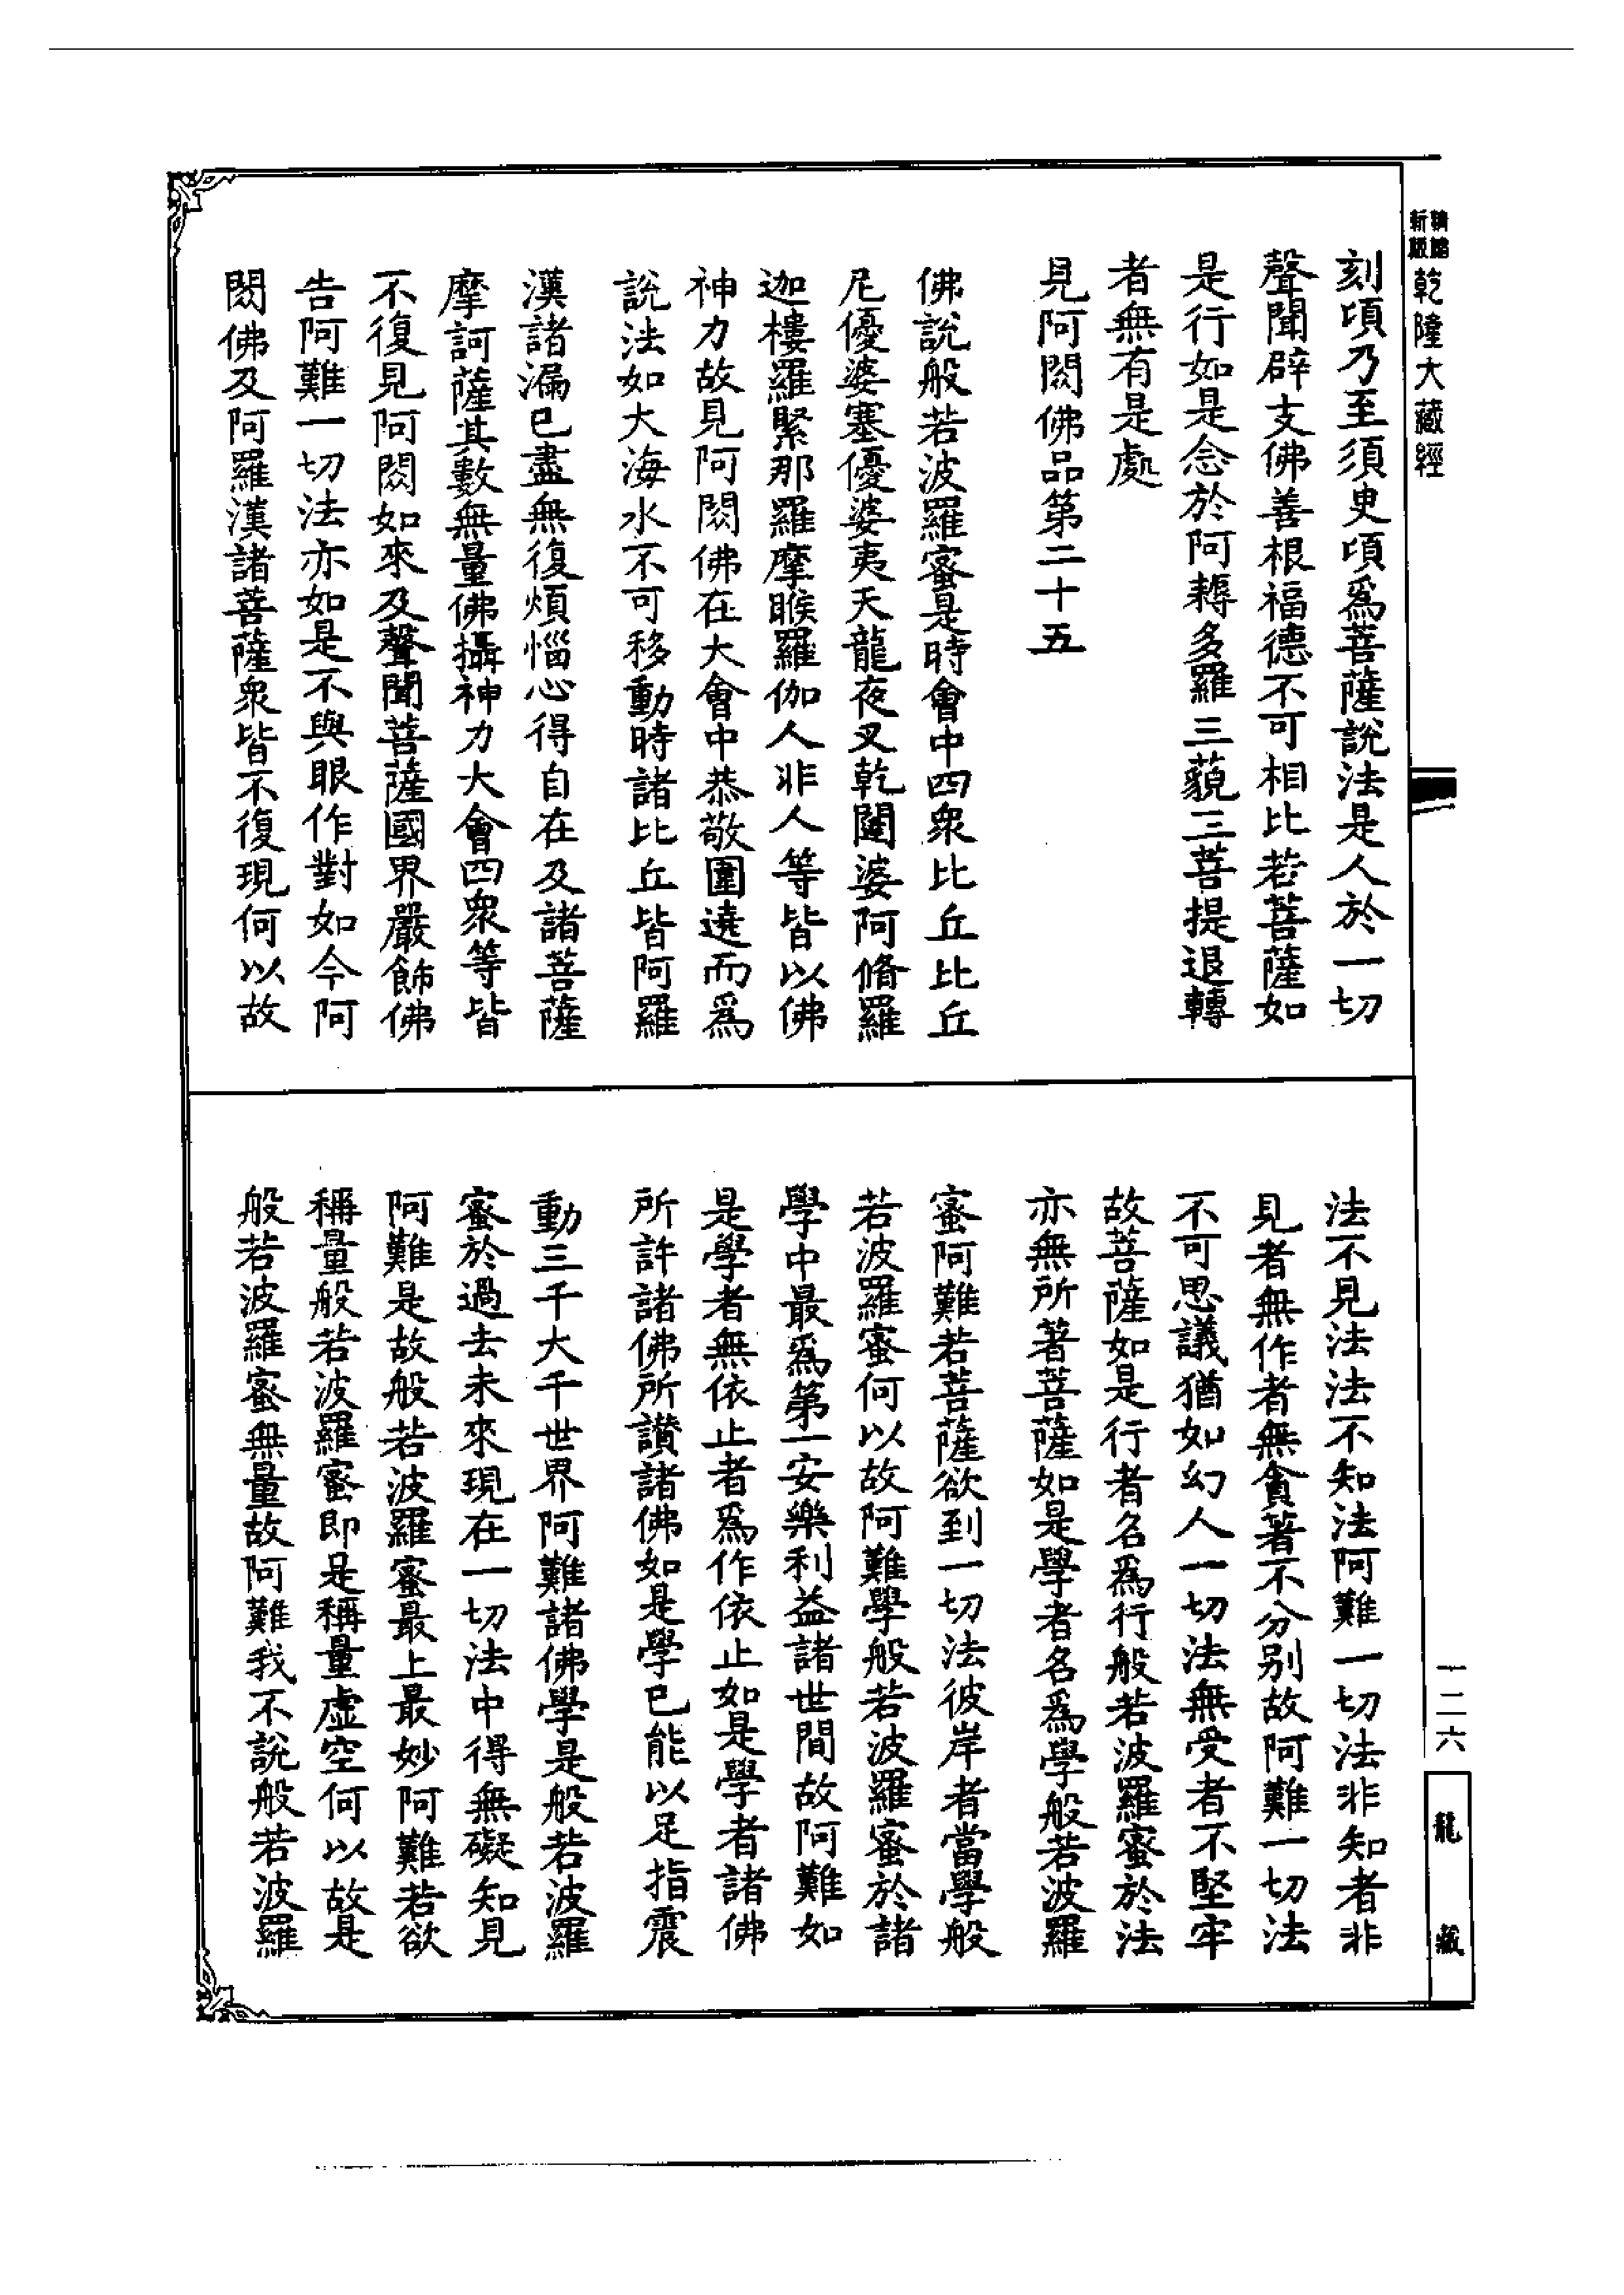 乾隆大藏經
刻頃乃至須臾頃爲菩薩說法是人於一切
聲聞辟支佛善根福德不可相比若菩薩如
是行如是念於阿耨多羅三藐三菩提退轉
者無有是處
見阿閦佛品第二十五
佛說般若波羅蜜是時會中四衆比丘比丘
尼優婆塞優婆夷天龍夜叉乾闥婆阿脩羅
迦樓羅緊那羅摩睺羅伽人非人等皆以佛
神力故見阿閦佛在大會中恭敬圍遶而爲
說法如大海水不可移動時諸比丘皆阿羅
漢諸漏已盡無復煩惱心得自在及諸菩薩
摩訶薩其數無量佛攝神力大會四衆等皆
不復見阿閦如來及聲聞菩薩國界嚴飾佛
告阿難一切法亦如是不與眼作對如今阿
閦佛及阿羅漢諸菩薩衆皆不復現何以故
法不見法法不知法阿難一切法非知者非
見者無作者無貪著不分別故阿難一切法
不可思議猶如幻人一切法無受者不堅牢
故菩薩如是行者名爲行般若波羅蜜於法
亦無所著菩薩如是學者名爲學般若波羅
蜜阿難若菩薩欲到一切法彼岸者當學般
若波羅蜜何以故阿難學般若波羅蜜於諸
學中最爲第一安樂利益諸世間故阿難如
是學者無依止者爲作依止如是學者諸佛
所許諸佛所讚諸佛如是學已能以足指震
動三千大千世界阿難諸佛學是般若波羅
蜜於過去未來現在一切法中得無礙知見
阿難是故般若波羅蜜最上最妙阿難若欲
稱量般若波羅蜜即是稱量虛空何以故是
般若波羅蜜無量故阿難我不說般若波羅
一二六
龍藏